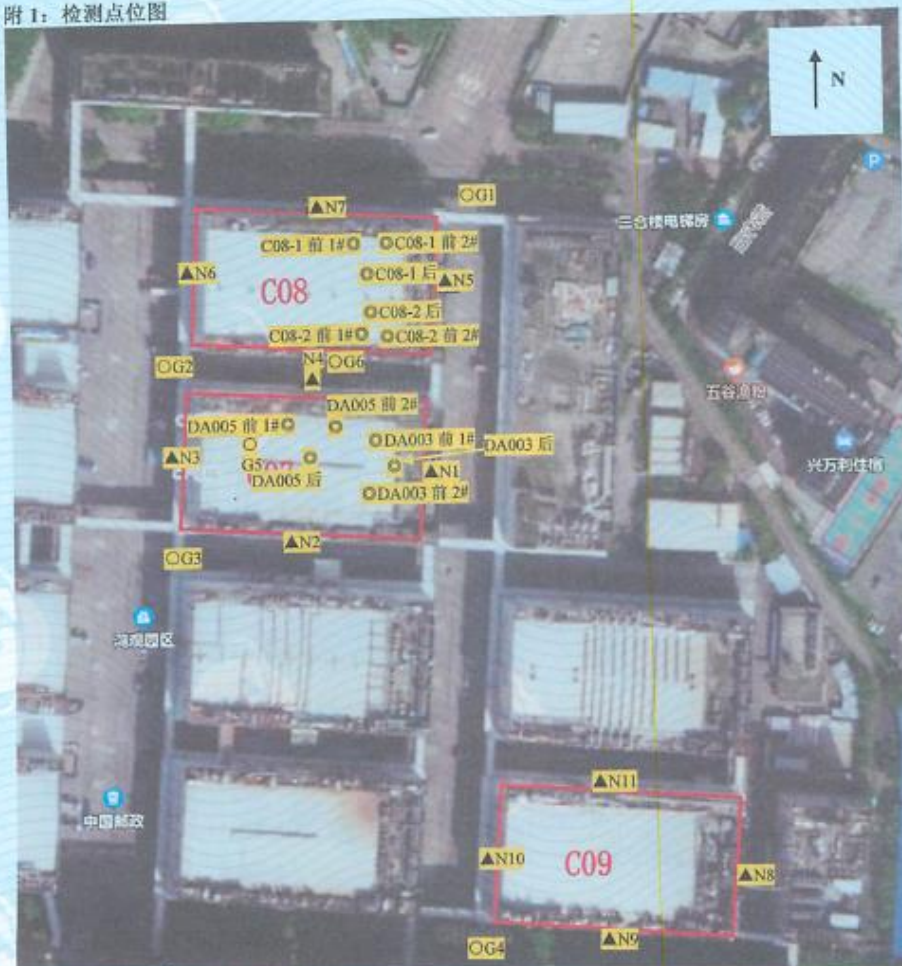 附 1：检测点位图
N
P
○G1
▲N7
三合楼电梯房
C08-1 前 1#◎
◎C08-1 前 2#
▲N6
◎C08-1 后
▲N5
C08
◎C08-2 后
C08-2 前 1#◎
◎C08-2 前 2#
N4
▲
○G6
○G2
五谷渔粉
DA005 前 2#
◎
DA005 前 1#◎
◎DA003 前 1#
DA003 后
◎
○
G5
▲N3
◎
DA005 后
▲N1
兴万利住宿
◎DA003 前 2#
▲N2
○G3
鸿观园区
▲N11
中国邮政
▲N10
C09
▲N8
▲N9
○G4